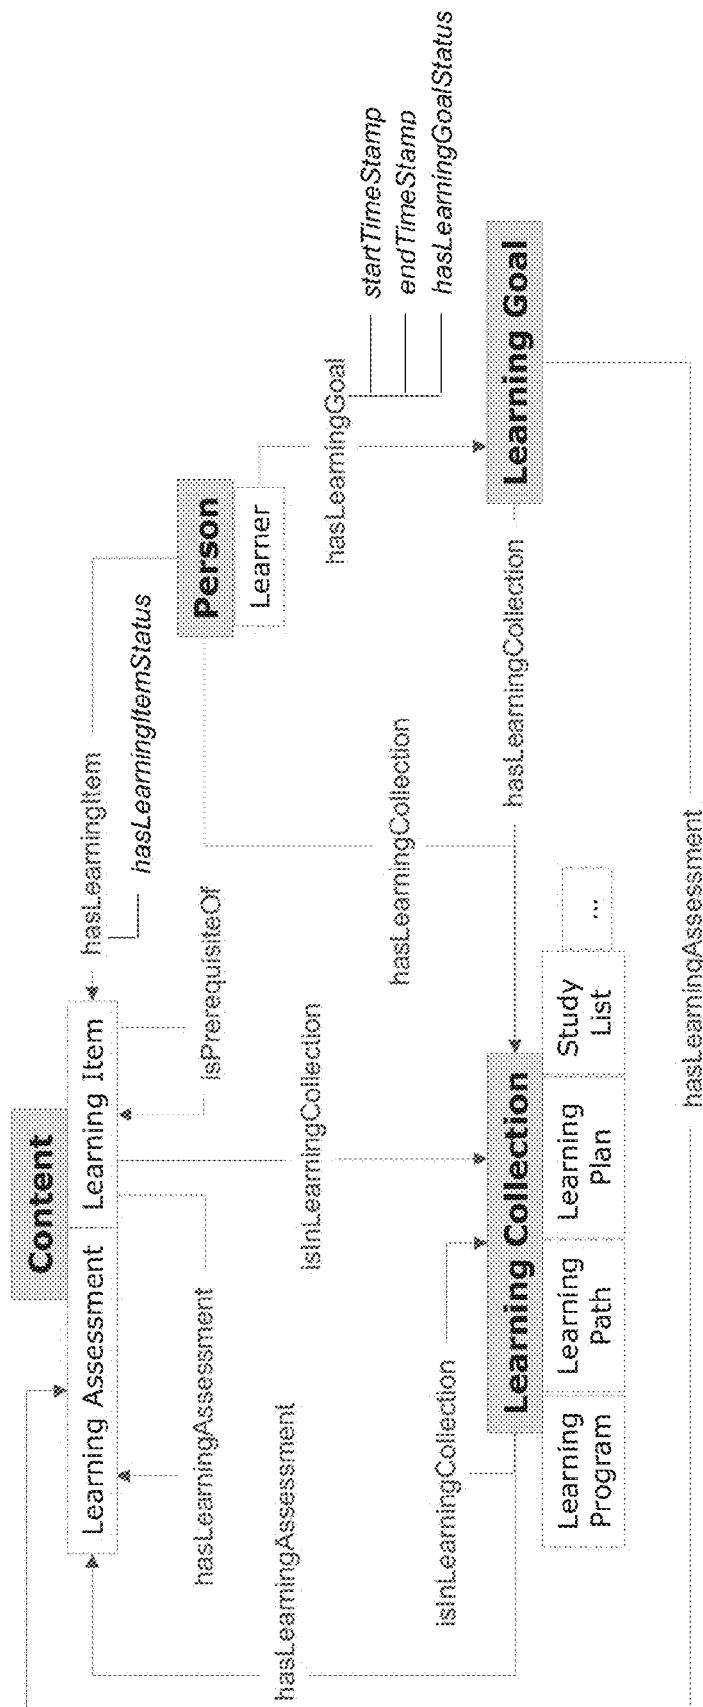 Content
Learning Assessment
Learning Item
hasLearningItem
hasLearningItemStatus
isPrerequisiteOf
hasLearningAssessment
Person
Learner
hasLearningAssessment
isInLearningCollection
hasLearningCollection
hasLearningGoal
startTimeStamp
endTimeStamp
hasLearningGoalStatus
isInLearningCollection
Learning Collection
hasLearningCollection
Learning Goal
Learning
Program
Learning
Path
Learning
Plan
Study
List
...
hasLearningAssessment